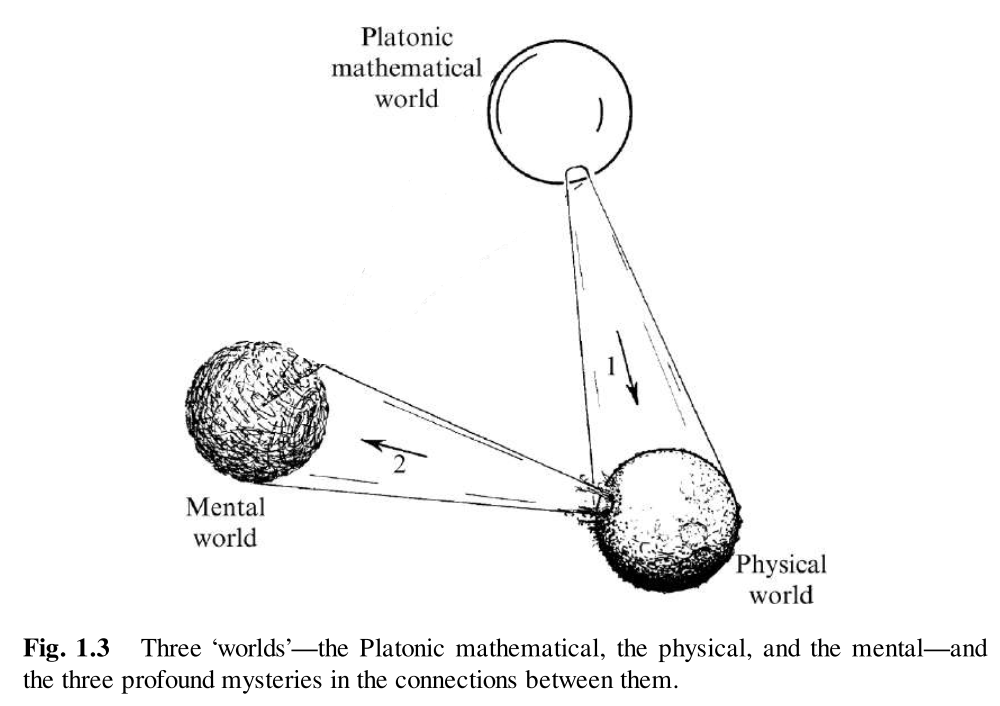 Platonic
mathematical
world
1
2
Mental
world
Physical
world
Fig. 1.3 Three ‘worlds’—the Platonic mathematical, the physical, and the mental—and
the three profound mysteries in the connections between them.